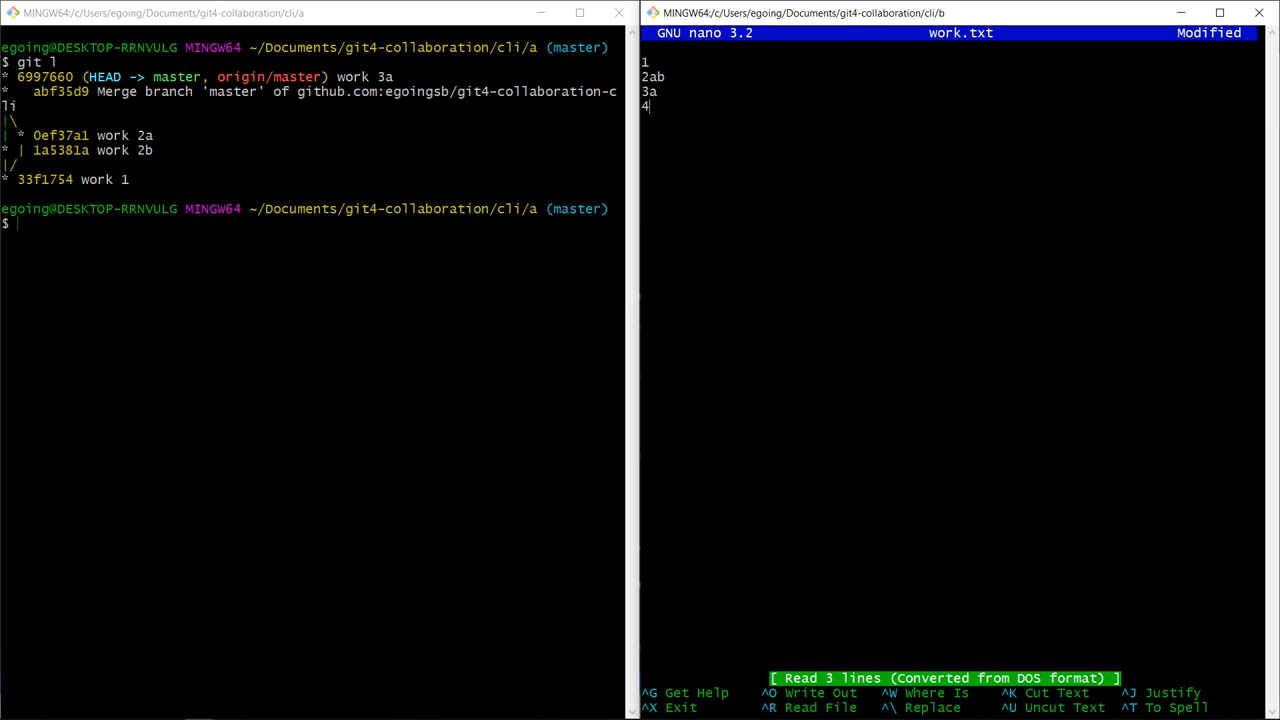 MINGW64:/c/Users/egoing/Documents/git4-collaboration/cli/a
egoing@DESKTOP-RRNVULG MINGW64 ~/Documents/git4-collaboration/cli/a (master)
$ git l
* 6997660 (HEAD -> master, origin/master) work 3a
*   abf35d9 Merge branch 'master' of github.com:egoingsb/git4-collaboration-c
li
|\
| * 0ef37a1 work 2a
* | 1a5381a work 2b
|/
* 33f1754 work 1
egoing@DESKTOP-RRNVULG MINGW64 ~/Documents/git4-collaboration/cli/a (master)
$
MINGW64:/c/Users/egoing/Documents/git4-collaboration/cli/b
GNU nano 3.2 work.txt Modified
1
2ab
3a
4
[ Read 3 lines (Converted from DOS format) ]
^G Get Help ^O Write Out ^W Where Is ^K Cut Text ^J Justify
^X Exit ^R Read File ^\ Replace ^U Uncut Text ^T To Spell